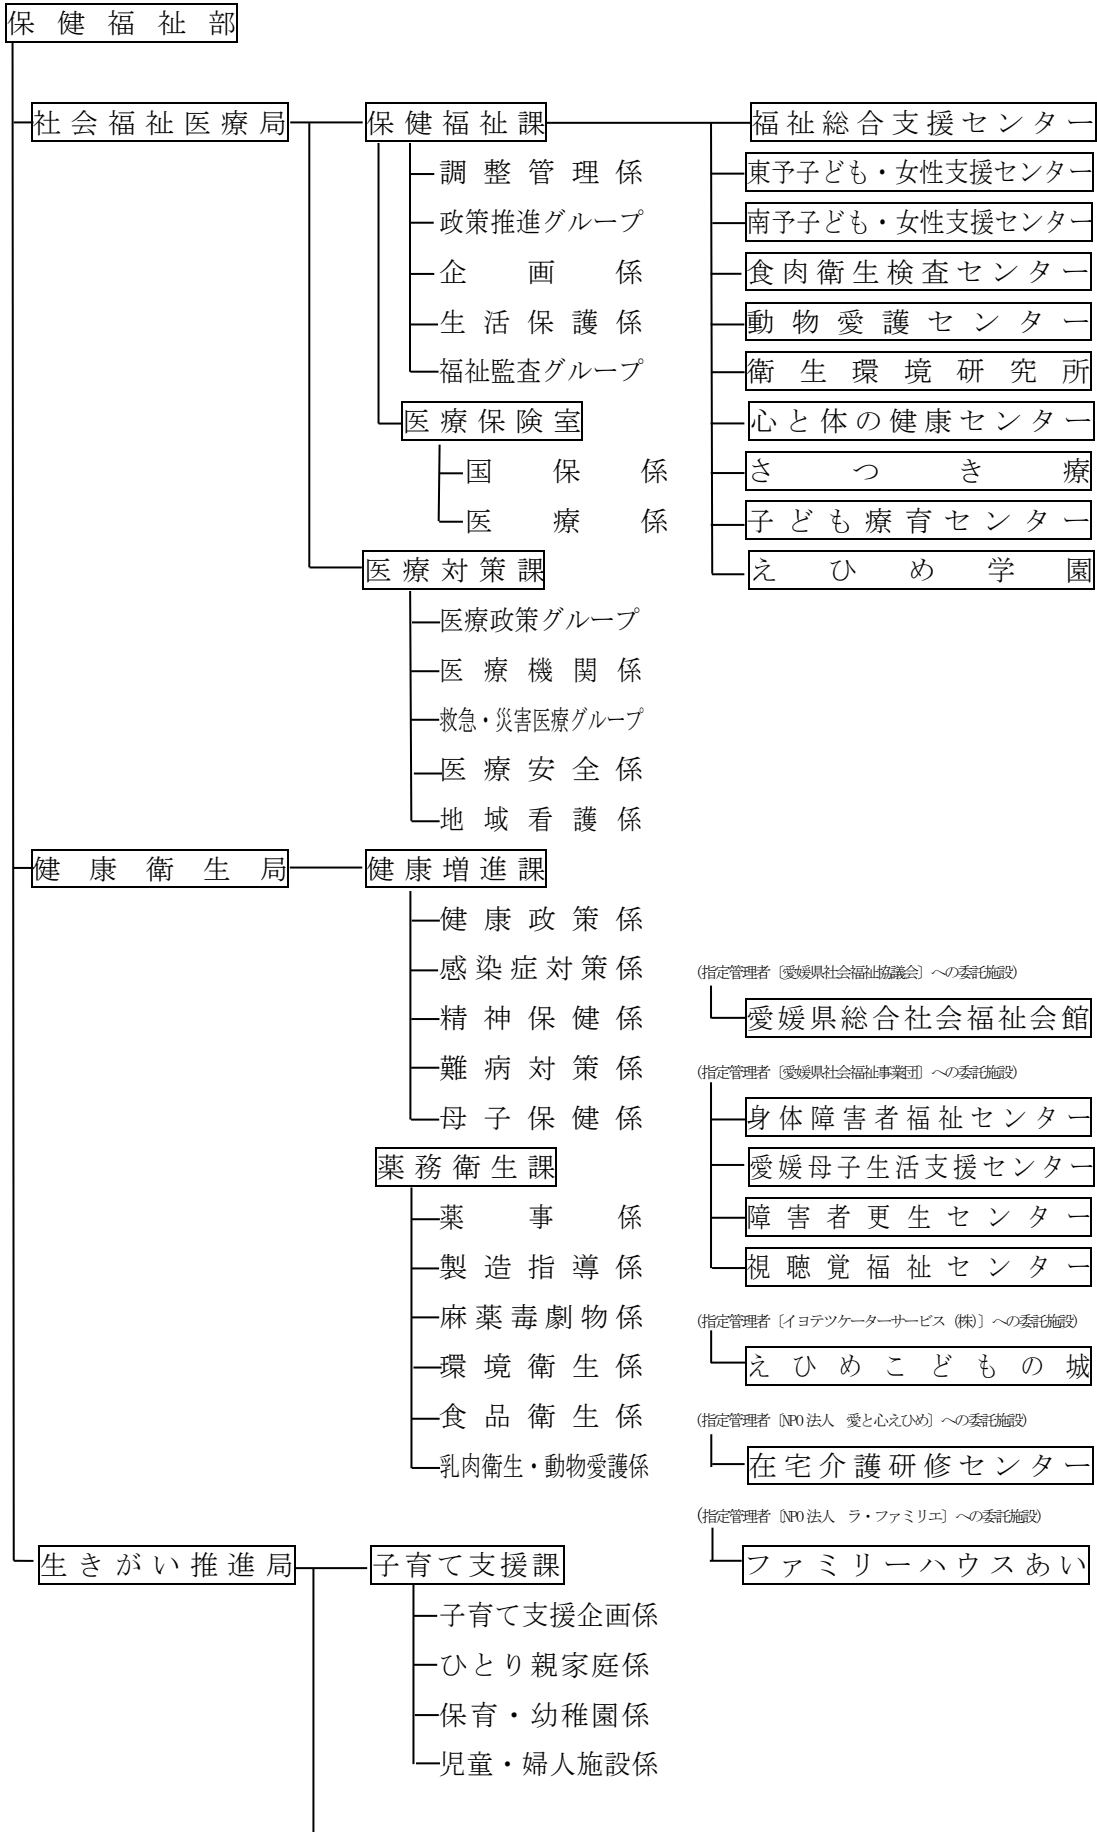 保健福祉部
社会福祉医療局
保健福祉課
調整管理係
政策推進グループ
企画係
生活保護係
福祉監査グループ
医療保険室
国保係
医療係
医療対策課
医療政策グループ
医療機関係
救急・災害医療グループ
医療安全係
地域看護係
福祉総合支援センター
東予子ども・女性支援センター
南予子ども・女性支援センター
食肉衛生検査センター
動物愛護センター
衛生環境研究所
心と体の健康センター
さつき療
子ども療育センター
えひめ学園
健康衛生局
健康増進課
健康政策係
感染症対策係
精神保健係
難病対策係
母子保健係
薬務衛生課
薬事係
製造指導係
麻薬毒劇物係
環境衛生係
食品衛生係
乳肉衛生・動物愛護係
(指定管理者〔愛媛県社会福祉協議会〕への委託施設)
愛媛県総合社会福祉会館
(指定管理者〔愛媛県社会福祉事業団〕への委託施設)
身体障害者福祉センター
愛媛母子生活支援センター
障害者更生センター
視聴覚福祉センター
(指定管理者〔イヨテツケーターサービス（株）〕への委託施設)
えひめこどもの城
(指定管理者〔NPO法人　愛と心えひめ〕への委託施設)
在宅介護研修センター
(指定管理者〔NPO法人　ラ・ファミリエ〕への委託施設)
ファミリーハウスあい
生きがい推進局
子育て支援課
子育て支援企画係
ひとり親家庭係
保育・幼稚園係
児童・婦人施設係